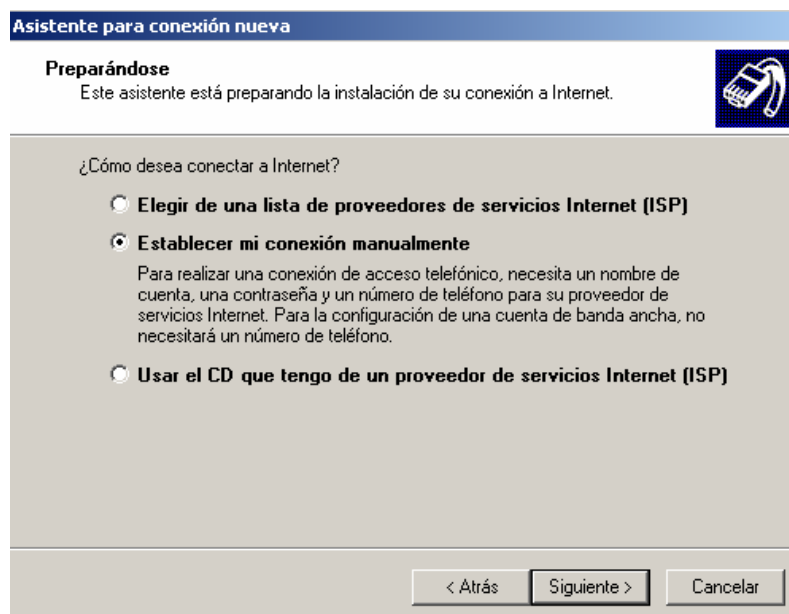 Asistente para conexión nueva
Preparándose
Este asistente está preparando la instalación de su conexión a Internet.
¿Cómo desea conectar a Internet?
Elegir de una lista de proveedores de servicios Internet (ISP)
Establecer mi conexión manualmente
Para realizar una conexión de acceso telefónico, necesita un nombre de
cuenta, una contraseña y un número de teléfono para su proveedor de
servicios Internet. Para la configuración de una cuenta de banda ancha, no
necesitará un número de teléfono.
Usar el CD que tengo de un proveedor de servicios Internet (ISP)
< Atrás
Siguiente >
Cancelar